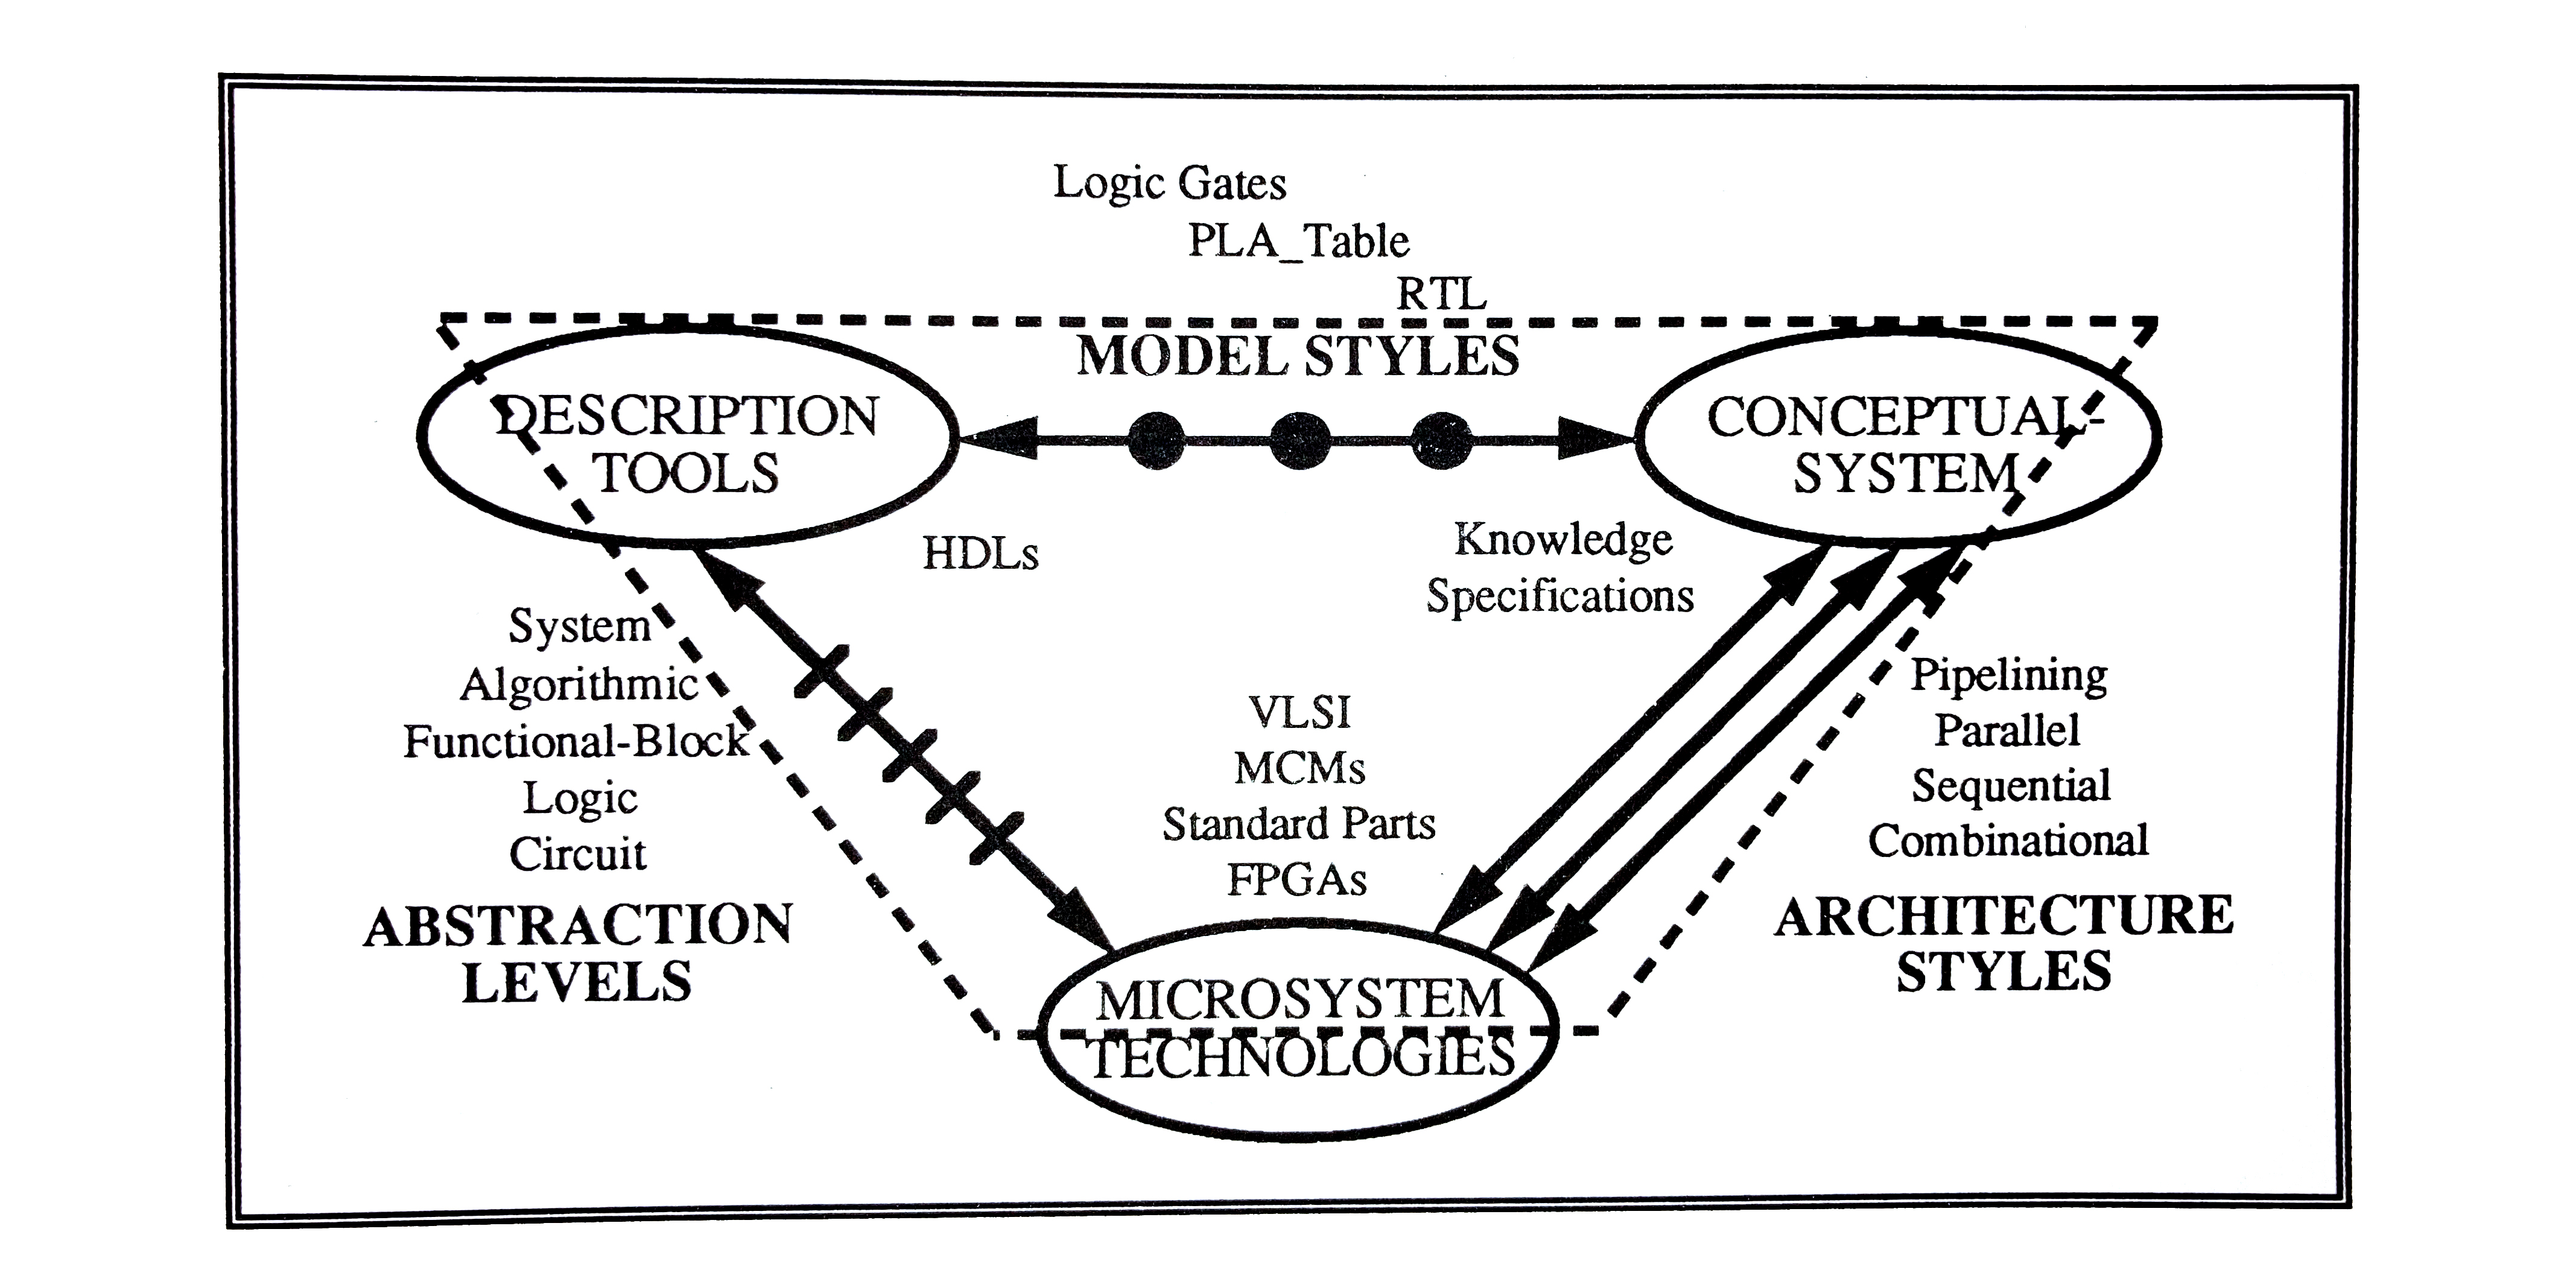 Logic Gates
PLA_Table
RTL
MODEL STYLES
DESCRIPTION
TOOLS
CONCEPTUAL-
SYSTEM
HDLs
Knowledge
Specifications
System
Algorithmic
Functional-Block
Logic
Circuit
ABSTRACTION
LEVELS
VLSI
MCMs
Standard Parts
FPGAs
Pipelining
Parallel
Sequential
Combinational
ARCHITECTURE
STYLES
MICROSYSTEM
TECHNOLOGIES